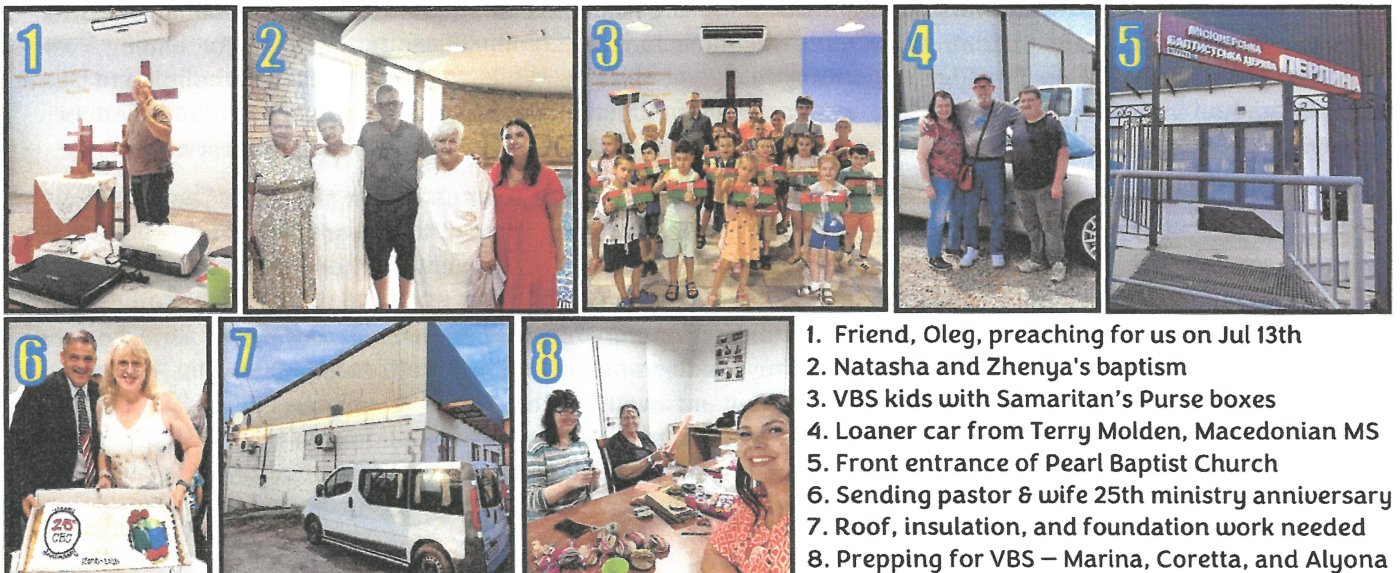 1
2
3
4
5
МІСІОНЕРСЬКА
БАПТИСТСЬКА ЦЕРКВА ПЕРЛИНА
6
25
CBC
7
8
1. Friend, Oleg, preaching for us on Jul 13th
2. Natasha and Zhenya's baptism
3. VBS kids with Samaritan's Purse boxes
4. Loaner car from Terry Molden, Macedonian MS
5. Front entrance of Pearl Baptist Church
6. Sending pastor & wife 25th ministry anniversary
7. Roof, insulation, and foundation work needed
8. Prepping for VBS – Marina, Coretta, and Alyona